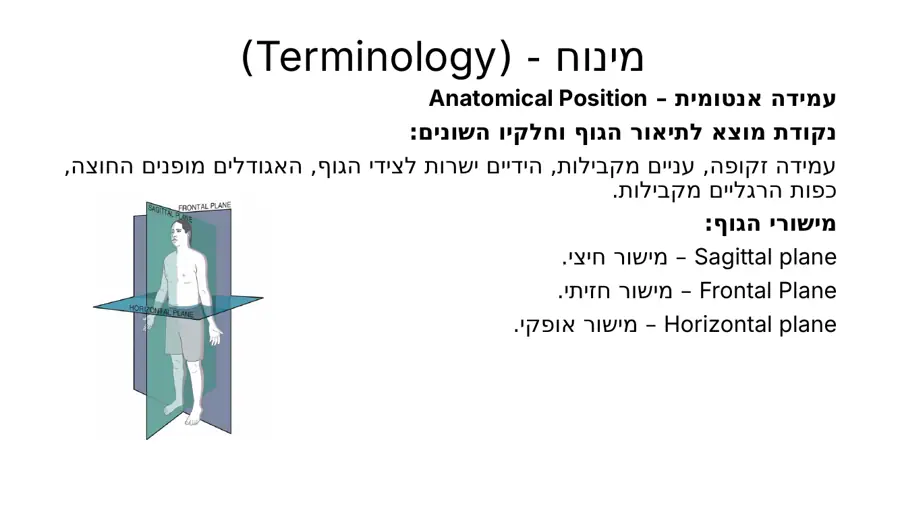 מינוח - (Terminology)
עמידה אנטומית – Anatomical Position
נקודת מוצא לתיאור הגוף וחלקיו השונים:
עמידה זקופה, עניים מקבילות, הידיים ישרות לצידי הגוף, האגודלים מופנים החוצה,
כפות הרגליים מקבילות.
מישורי הגוף:
Sagittal plane – מישור חיצי.
Frontal Plane – מישור חזיתי.
Horizontal plane – מישור אופקי.
SAGITTAL PLANE
FRONTAL PLANE
HORIZONTAL PLANE